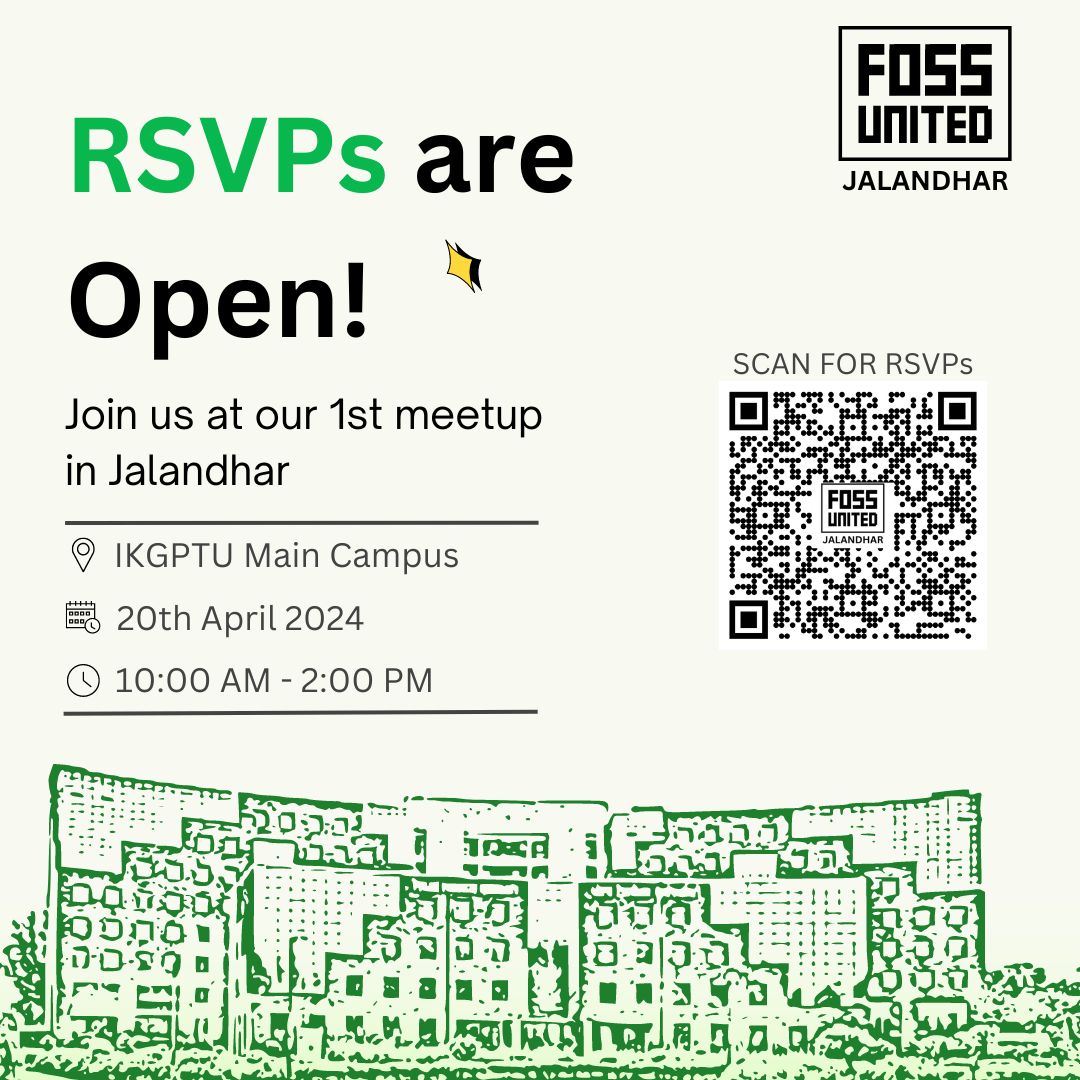 FOSS
UNITED
JALANDHAR
RSVPs are
Open!
Join us at our 1st meetup
in Jalandhar
IKGPTU Main Campus
20th April 2024
10:00 AM - 2:00 PM
SCAN FOR RSVPs
FOSS
UNITED
JALANDHAR